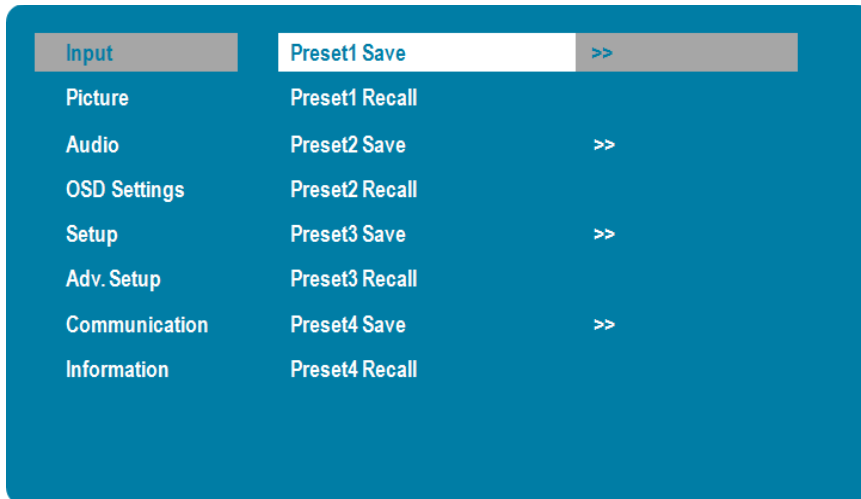 Input Preset1 Save >>
Picture Preset1 Recall
Audio Preset2 Save >>
OSD Settings Preset2 Recall
Setup Preset3 Save >>
Adv. Setup Preset3 Recall
Communication Preset4 Save >>
Information Preset4 Recall